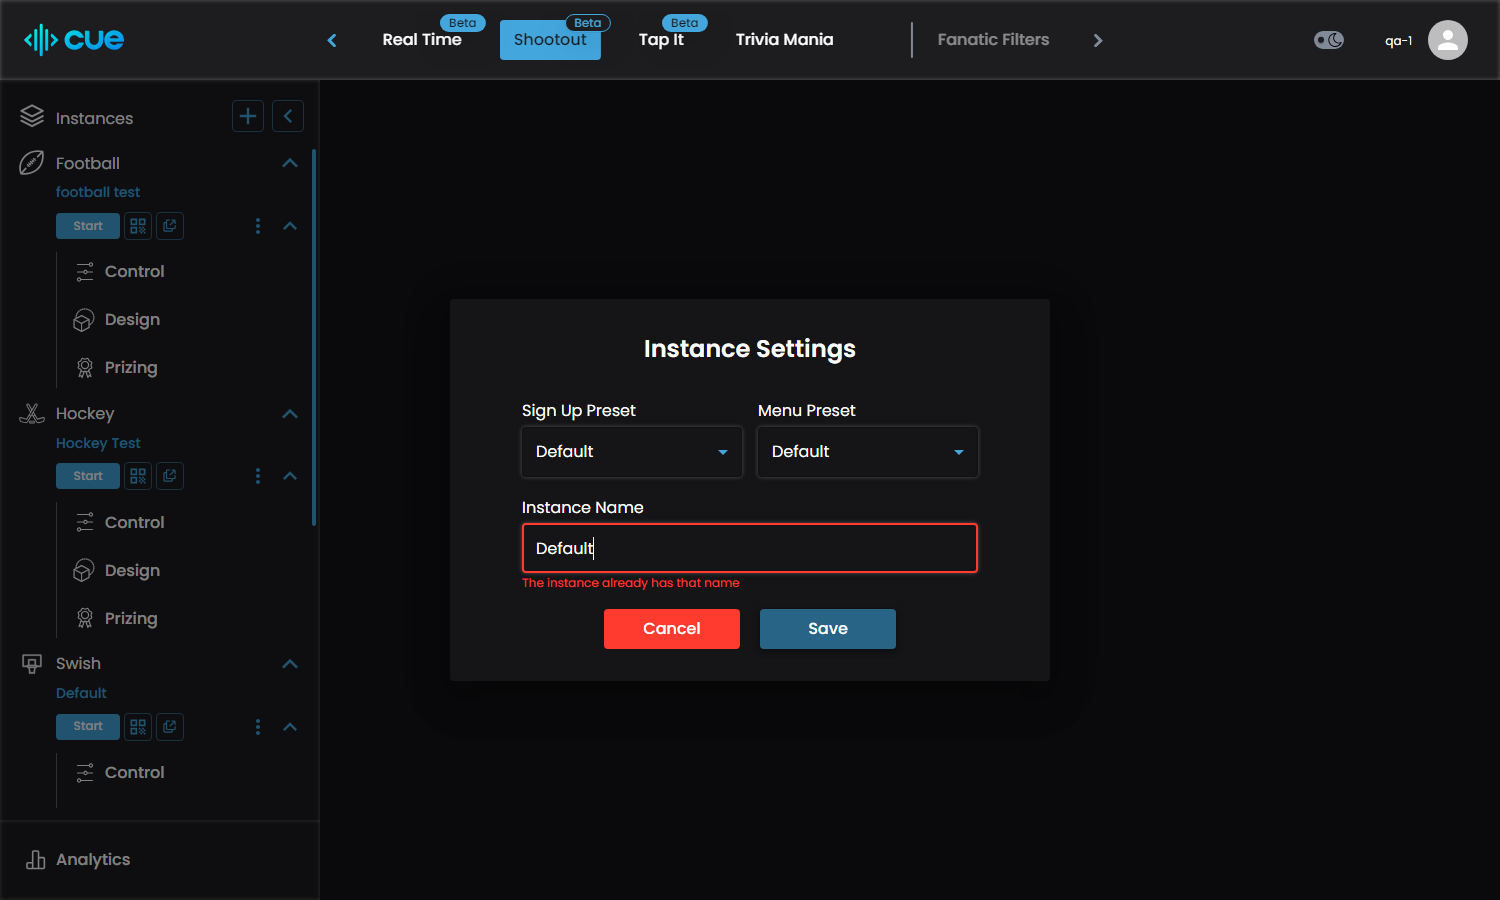 cue
Real Time
Beta
Shootout
Beta
Tap It
Beta
Trivia Mania
Fanatic Filters
qa-1
Instances
Football
football test
Start
Control
Design
Prizing
Hockey
Hockey Test
Start
Control
Design
Prizing
Swish
Default
Start
Control
Analytics
Instance Settings
Sign Up Preset
Menu Preset
Default
Default
Instance Name
Default
The instance already has that name
Cancel
Save